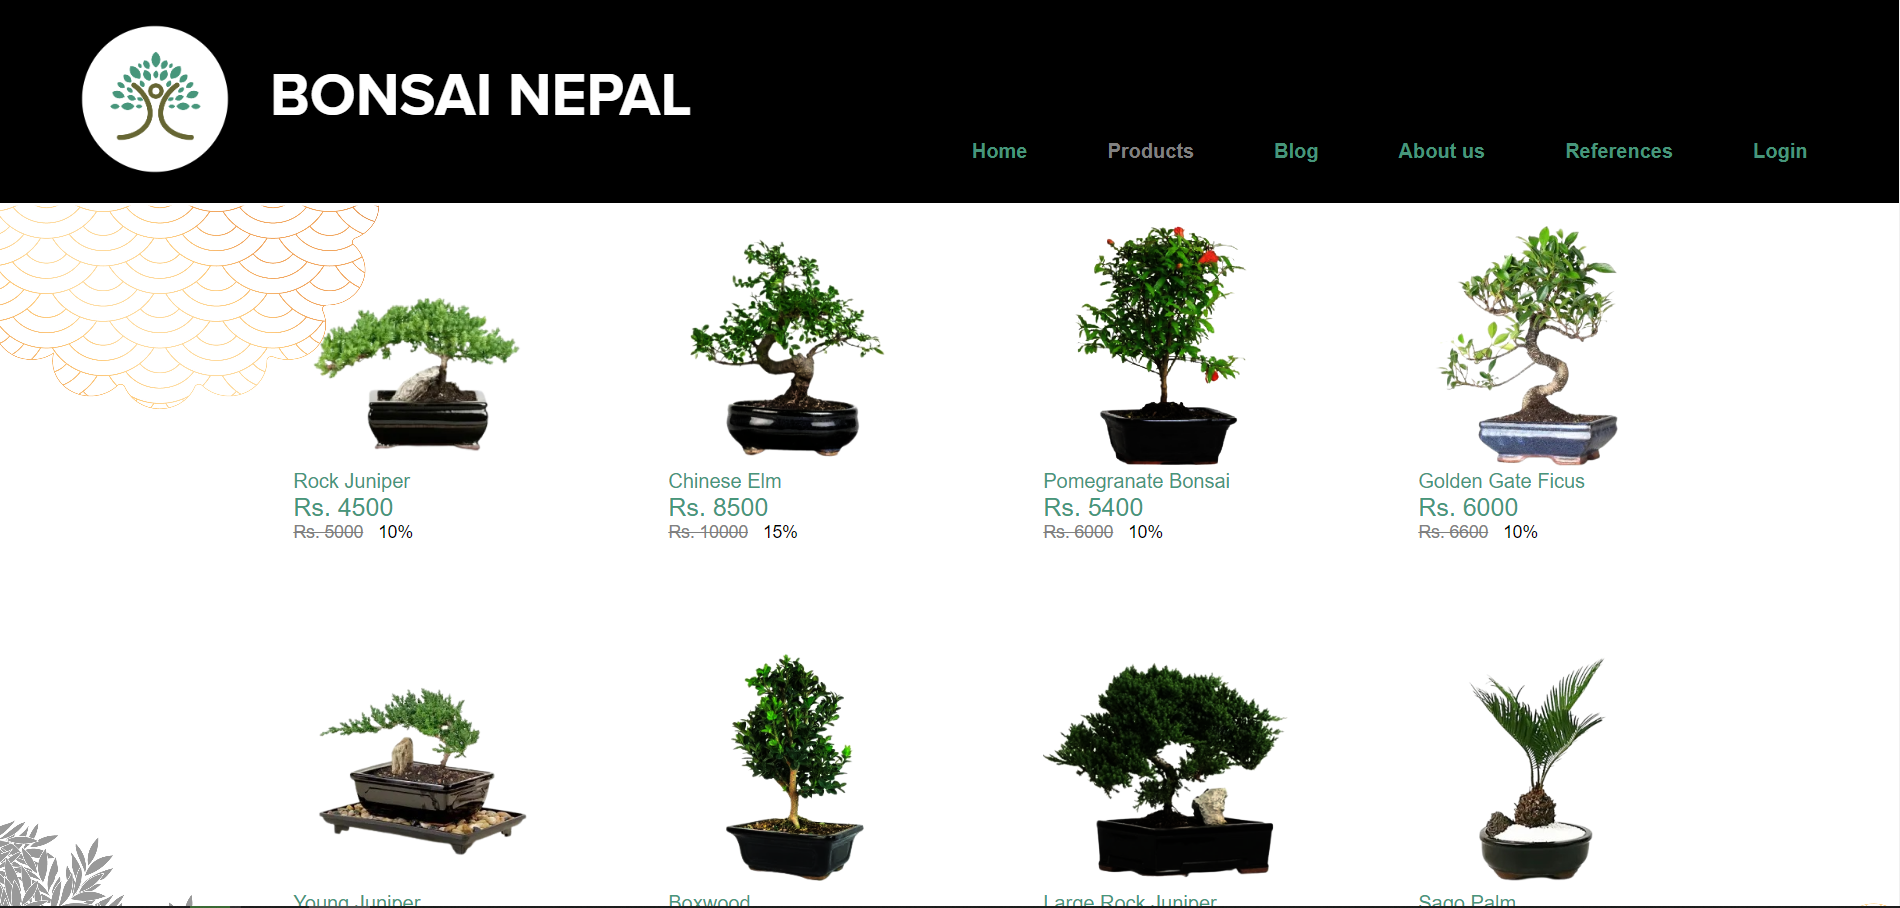 BONSAI NEPAL
Home Products Blog About us References Login
Rock Juniper
Rs. 4500
Rs. 5000 10%
Chinese Elm
Rs. 8500
Rs. 10000 15%
Pomegranate Bonsai
Rs. 5400
Rs. 6000 10%
Golden Gate Ficus
Rs. 6000
Rs. 6600 10%
Young Juniper
Boxwood
Large Rock Juniper
Sago Palm